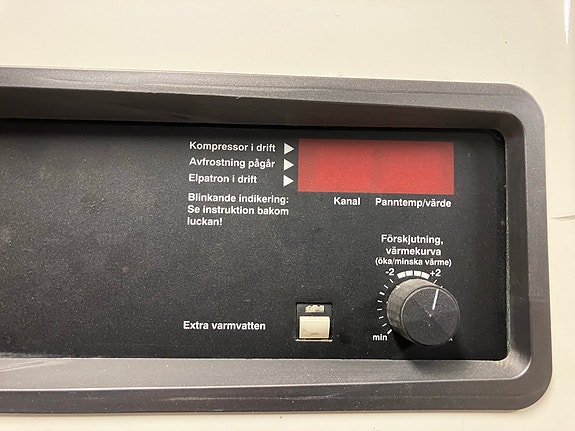 Kompressor i drift
Avfrostning pågår
Elpatron i drift
Blinkande indikering:
Se instruktion bakom
luckan!
Kanal Panntemp/värde
Förskjutning,
värmekurva
(öka/minska värme)
-2 +2
min
Extra varmvatten